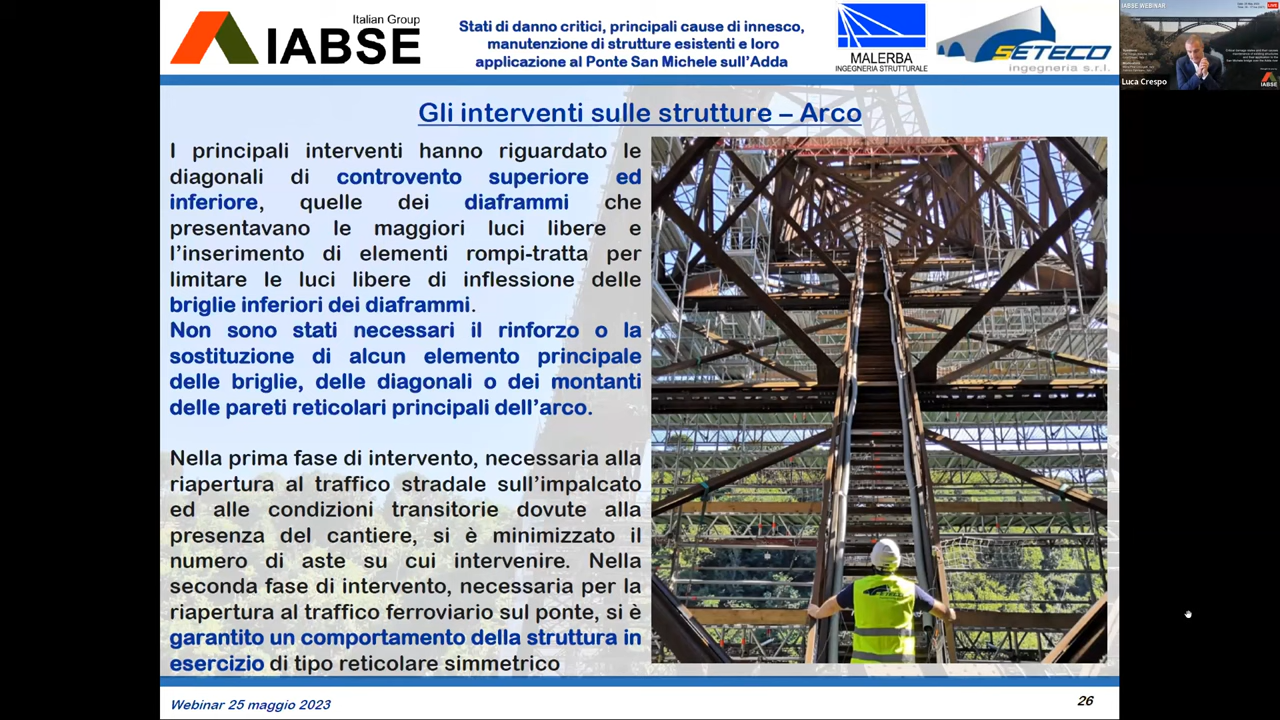 Italian Group
IABSE
Stati di danno critici, principali cause di innesco,
manutenzione di strutture esistenti e loro
applicazione al Ponte San Michele sull'Adda
MALERBA
INGEGNERIA STRUTTURALE
SETECO
ingegneria s.r.l.
IABSE WEBINAR
LIVE
Luca Crespo
IABSE
Gli interventi sulle strutture – Arco
I principali interventi hanno riguardato le
diagonali di controvento superiore ed
inferiore, quelle dei diaframmi che
presentavano le maggiori luci libere e
l'inserimento di elementi rompi-tratta per
limitare le luci libere di inflessione delle
briglie inferiori dei diaframmi.
Non sono stati necessari il rinforzo o la
sostituzione di alcun elemento principale
delle briglie, delle diagonali o dei montanti
delle pareti reticolari principali dell'arco.
Nella prima fase di intervento, necessaria alla
riapertura al traffico stradale sull'impalcato
ed alle condizioni transitorie dovute alla
presenza del cantiere, si è minimizzato il
numero di aste su cui intervenire. Nella
seconda fase di intervento, necessaria per la
riapertura al traffico ferroviario sul ponte, si è
garantito un comportamento della struttura in
esercizio di tipo reticolare simmetrico
Webinar 25 maggio 2023
26